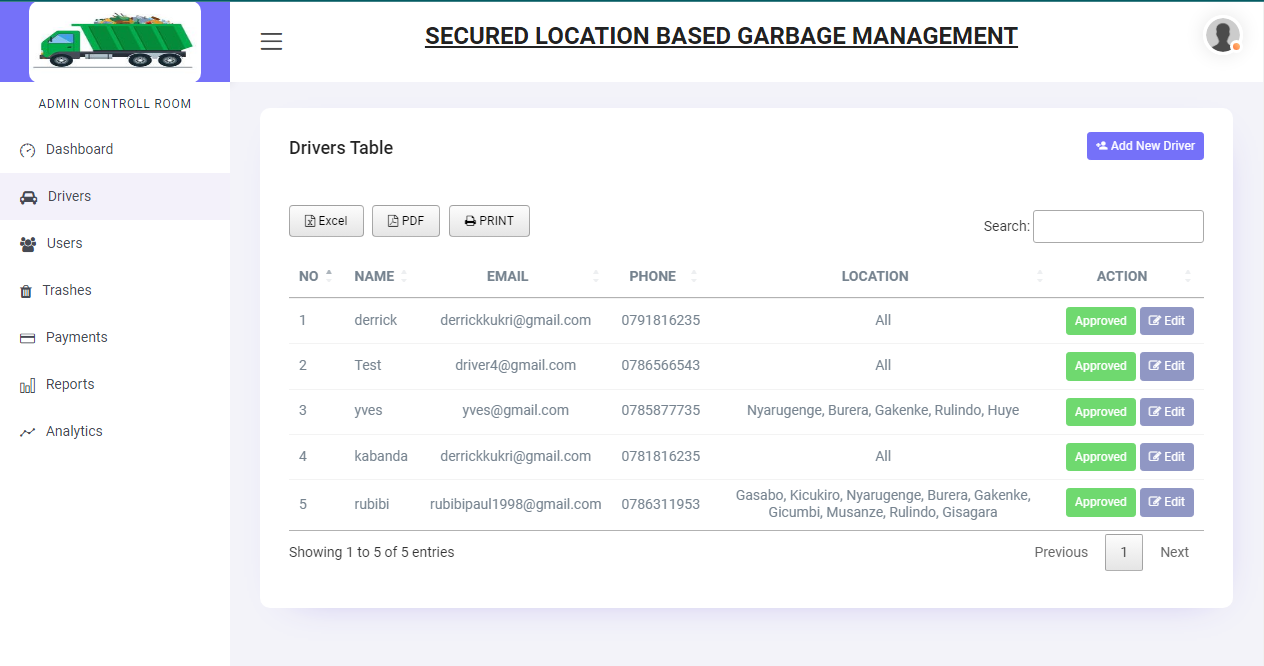 SECURED LOCATION BASED GARBAGE MANAGEMENT
ADMIN CONTROLL ROOM
Dashboard
Drivers
Users
Trashes
Payments
Reports
Analytics
Drivers Table
Add New Driver
Excel PDF PRINT
Search:
NO NAME EMAIL PHONE LOCATION ACTION
1 derrick derrickkukri@gmail.com 0791816235 All Approved Edit
2 Test driver4@gmail.com 0786566543 All Approved Edit
3 yves yves@gmail.com 0785877735 Nyarugenge, Burera, Gakenke, Rulindo, Huye Approved Edit
4 kabanda derrickkukri@gmail.com 0781816235 All Approved Edit
5 rubibi rubibipaul1998@gmail.com 0786311953 Gasabo, Kicukiro, Nyarugenge, Burera, Gakenke,
Gicumbi, Musanze, Rulindo, Gisagara Approved Edit
Showing 1 to 5 of 5 entries
Previous 1 Next